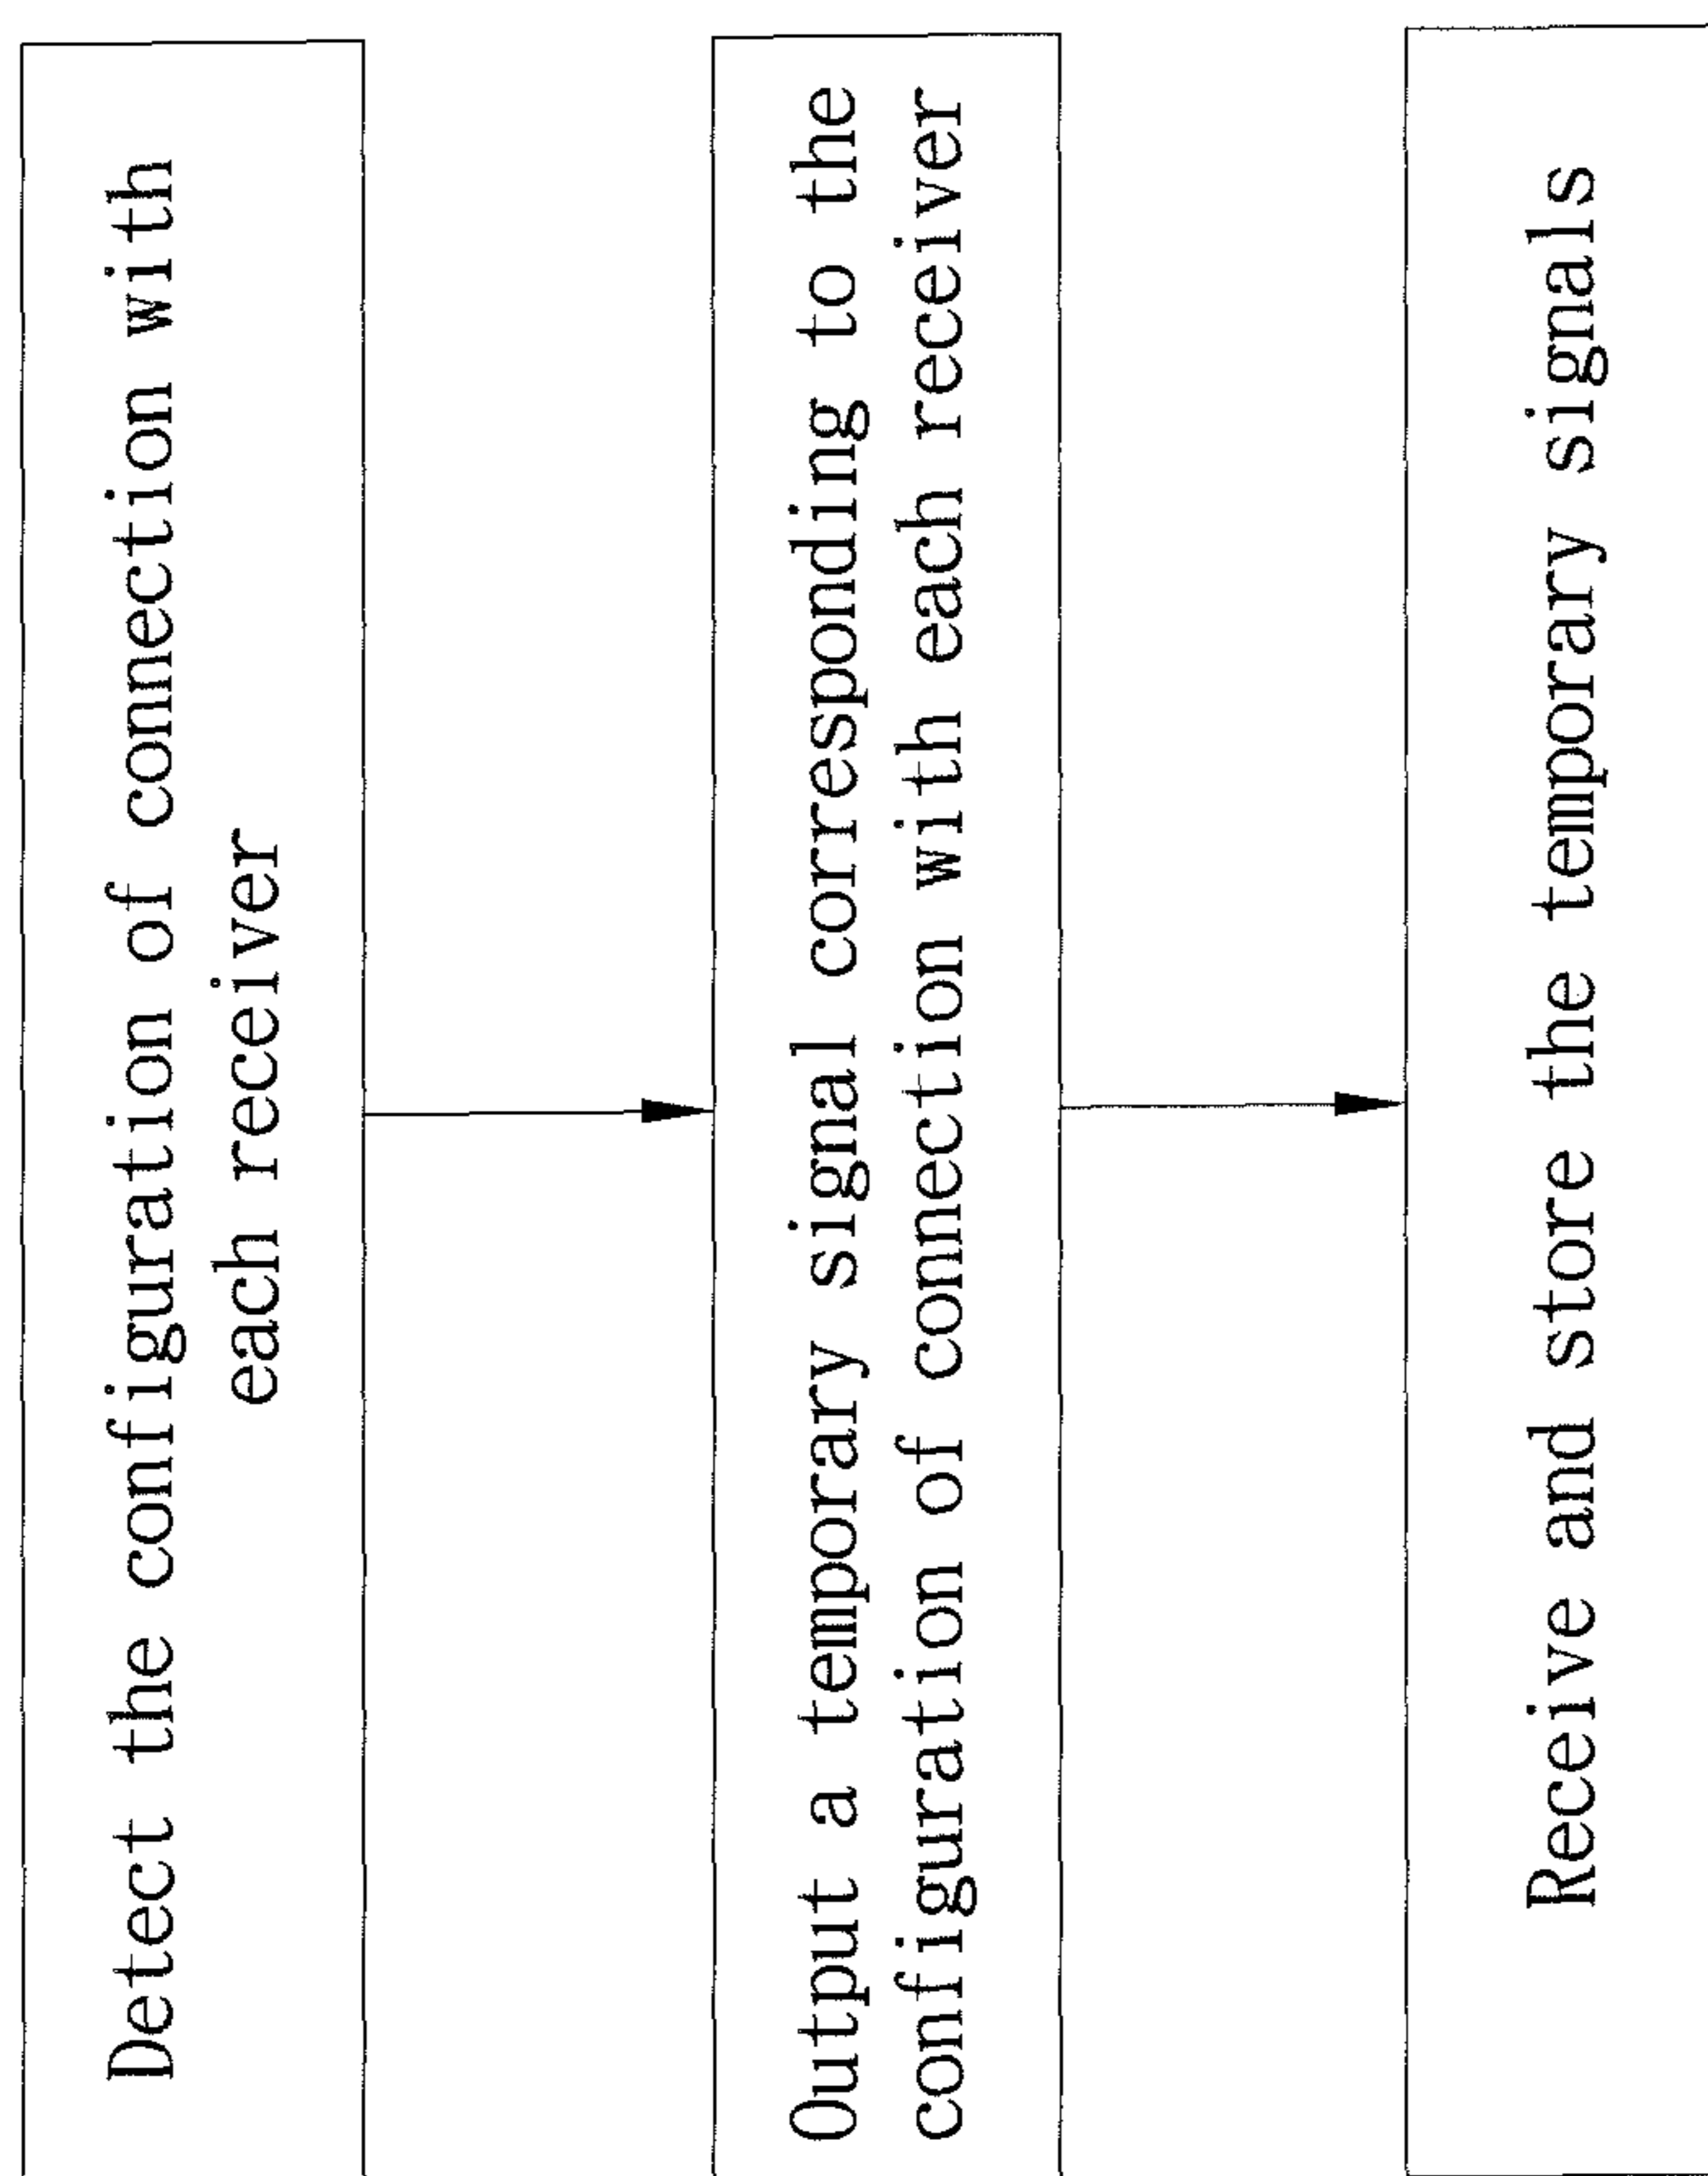 Detect the configuration of connection with
each receiver
Output a temporary signal corresponding to the
configuration of connection with each receiver
Receive and store the temporary signals